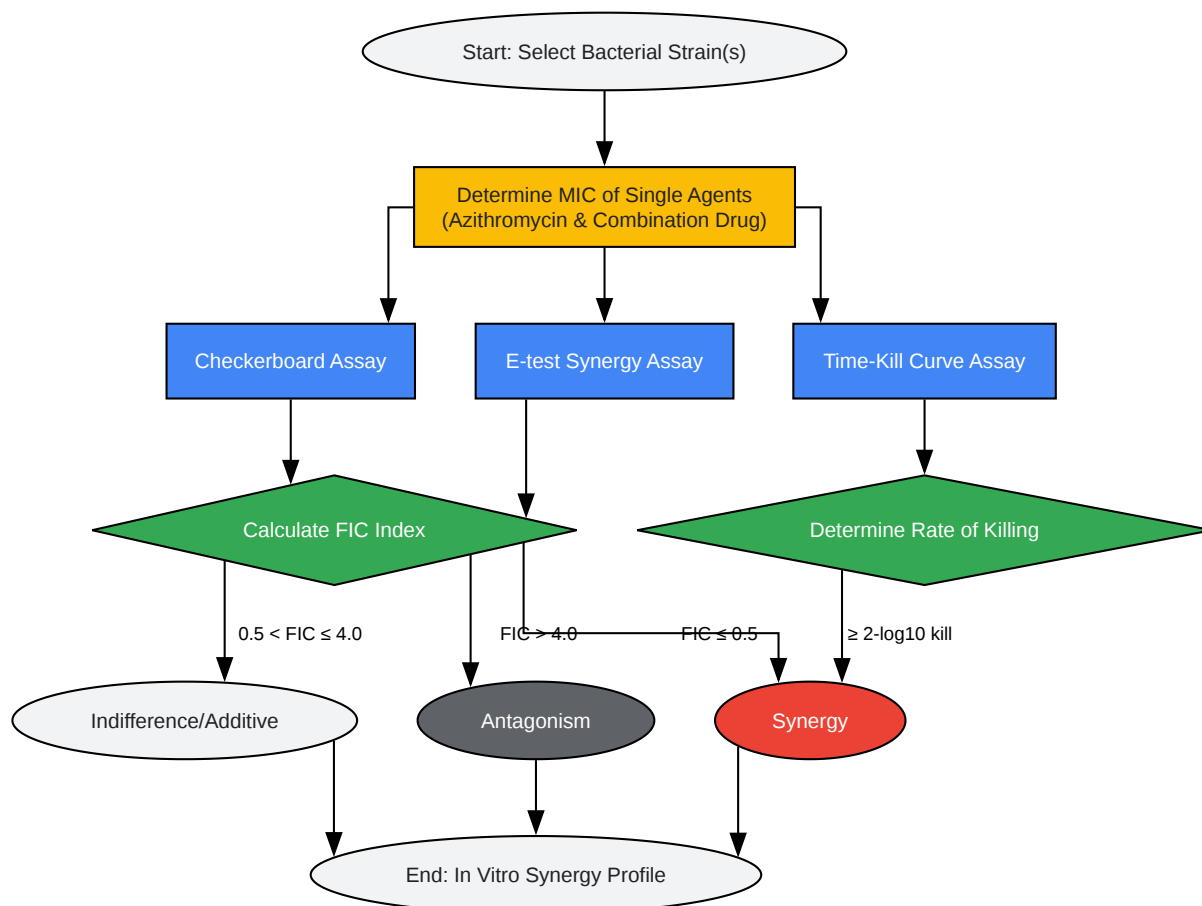 Start: Select Bacterial Strain(s)
Determine MIC of Single Agents
(Azithromycin & Combination Drug)
Checkerboard Assay
E-test Synergy Assay
Time-Kill Curve Assay
Calculate FIC Index
Determine Rate of Killing
0.5 < FIC ≤ 4.0
FIC > 4.0
FIC ≤ 0.5
≥ 2-log10 kill
Indifference/Additive
Antagonism
Synergy
End: In Vitro Synergy Profile